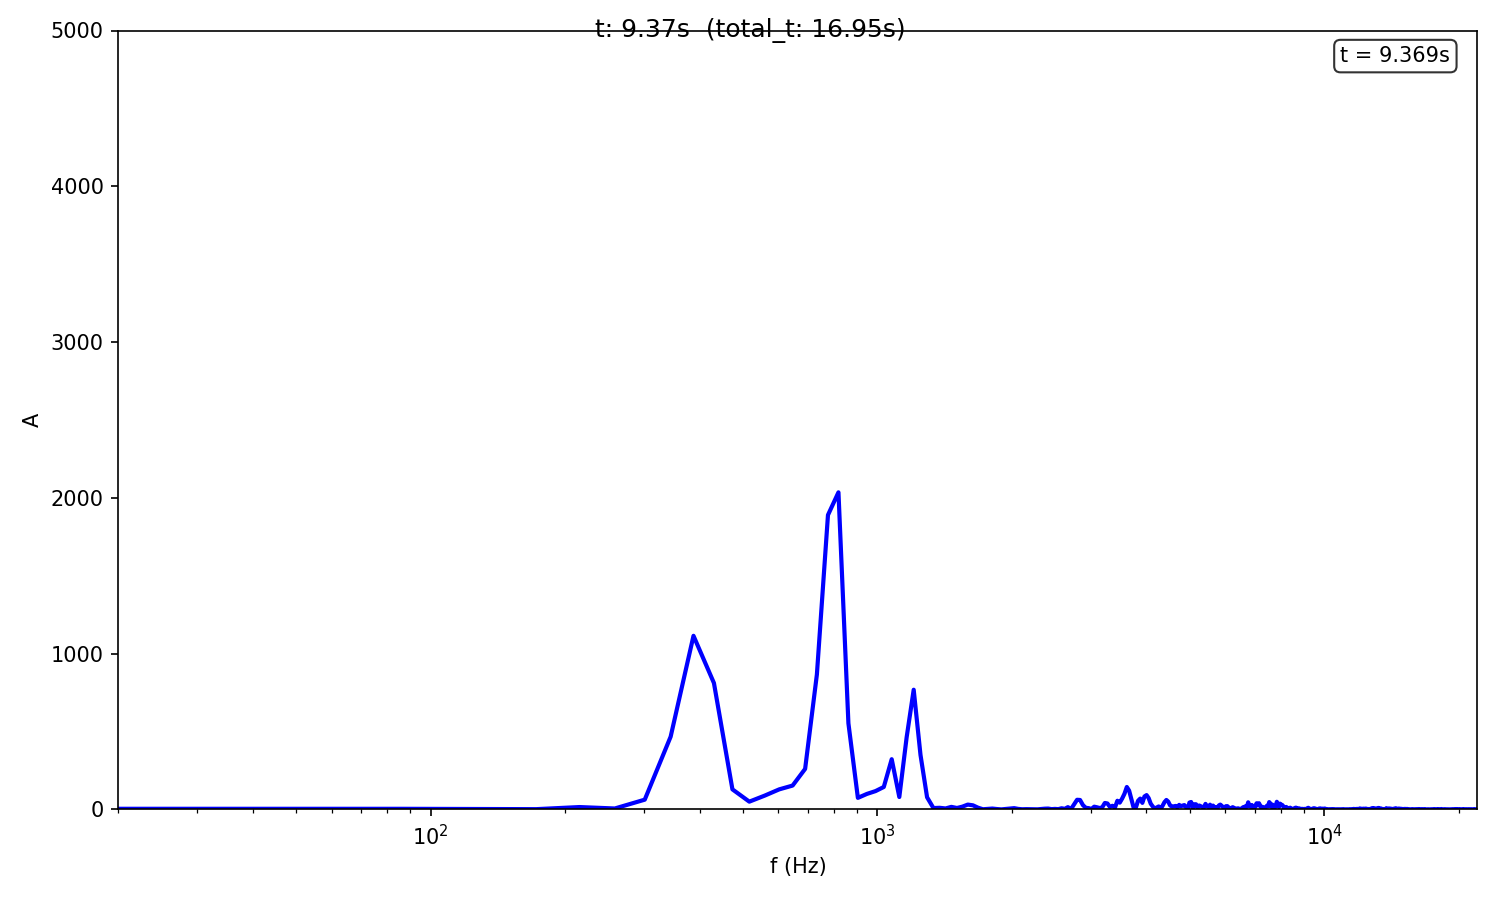 t: 9.37s  (total_t: 16.95s)
t = 9.369s
5000
4000
3000
2000
1000
0
A
10²
10³
10⁴
f (Hz)